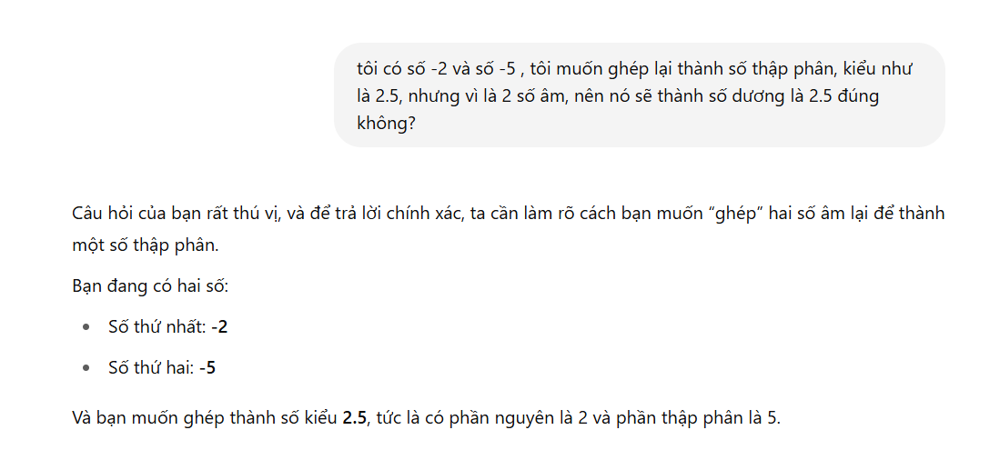 tôi có số -2 và số -5 , tôi muốn ghép lại thành số thập phân, kiểu như
là 2.5, nhưng vì là 2 số âm, nên nó sẽ thành số dương là 2.5 đúng
không?
Câu hỏi của bạn rất thú vị, và để trả lời chính xác, ta cần làm rõ cách bạn muốn “ghép” hai số âm lại để thành
một số thập phân.
Bạn đang có hai số:
• Số thứ nhất: -2
• Số thứ hai: -5
Và bạn muốn ghép thành số kiểu 2.5, tức là có phần nguyên là 2 và phần thập phân là 5.